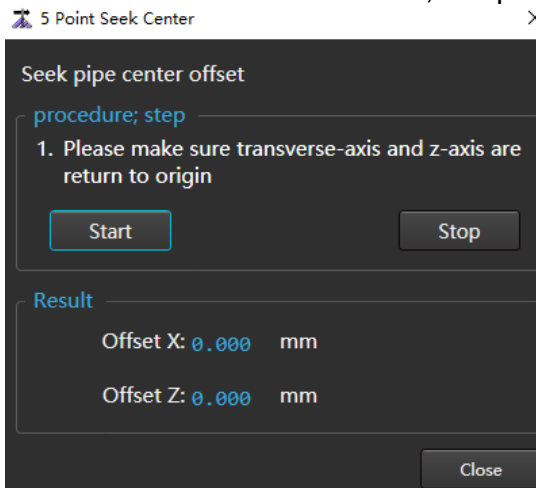 5 Point Seek Center
Seek pipe center offset
procedure; step
1. Please make sure transverse-axis and z-axis are
return to origin
Start Stop
Result
Offset X: 0.000 mm
Offset Z: 0.000 mm
Close